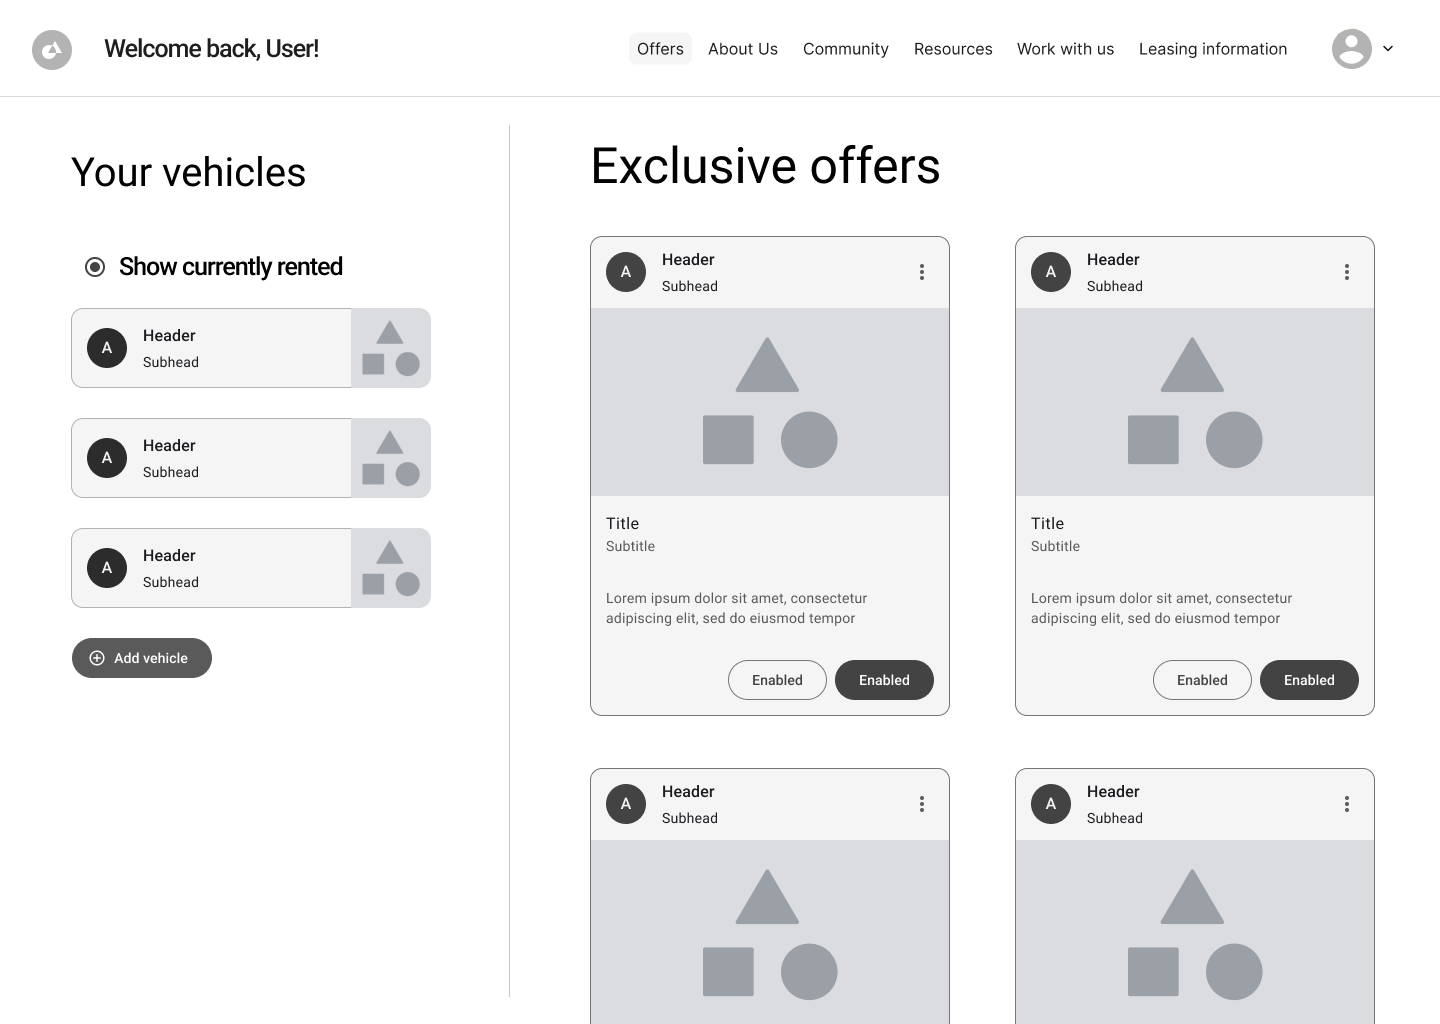 Welcome back, User!
Offers About Us Community Resources Work with us Leasing information
Your vehicles
Show currently rented
A
Header
Subhead
A
Header
Subhead
A
Header
Subhead
Add vehicle
Exclusive offers
A
Header
Subhead
Title
Subtitle
Lorem ipsum dolor sit amet, consectetur
adipiscing elit, sed do eiusmod tempor
Enabled Enabled
A
Header
Subhead
Title
Subtitle
Lorem ipsum dolor sit amet, consectetur
adipiscing elit, sed do eiusmod tempor
Enabled Enabled
A
Header
Subhead
A
Header
Subhead